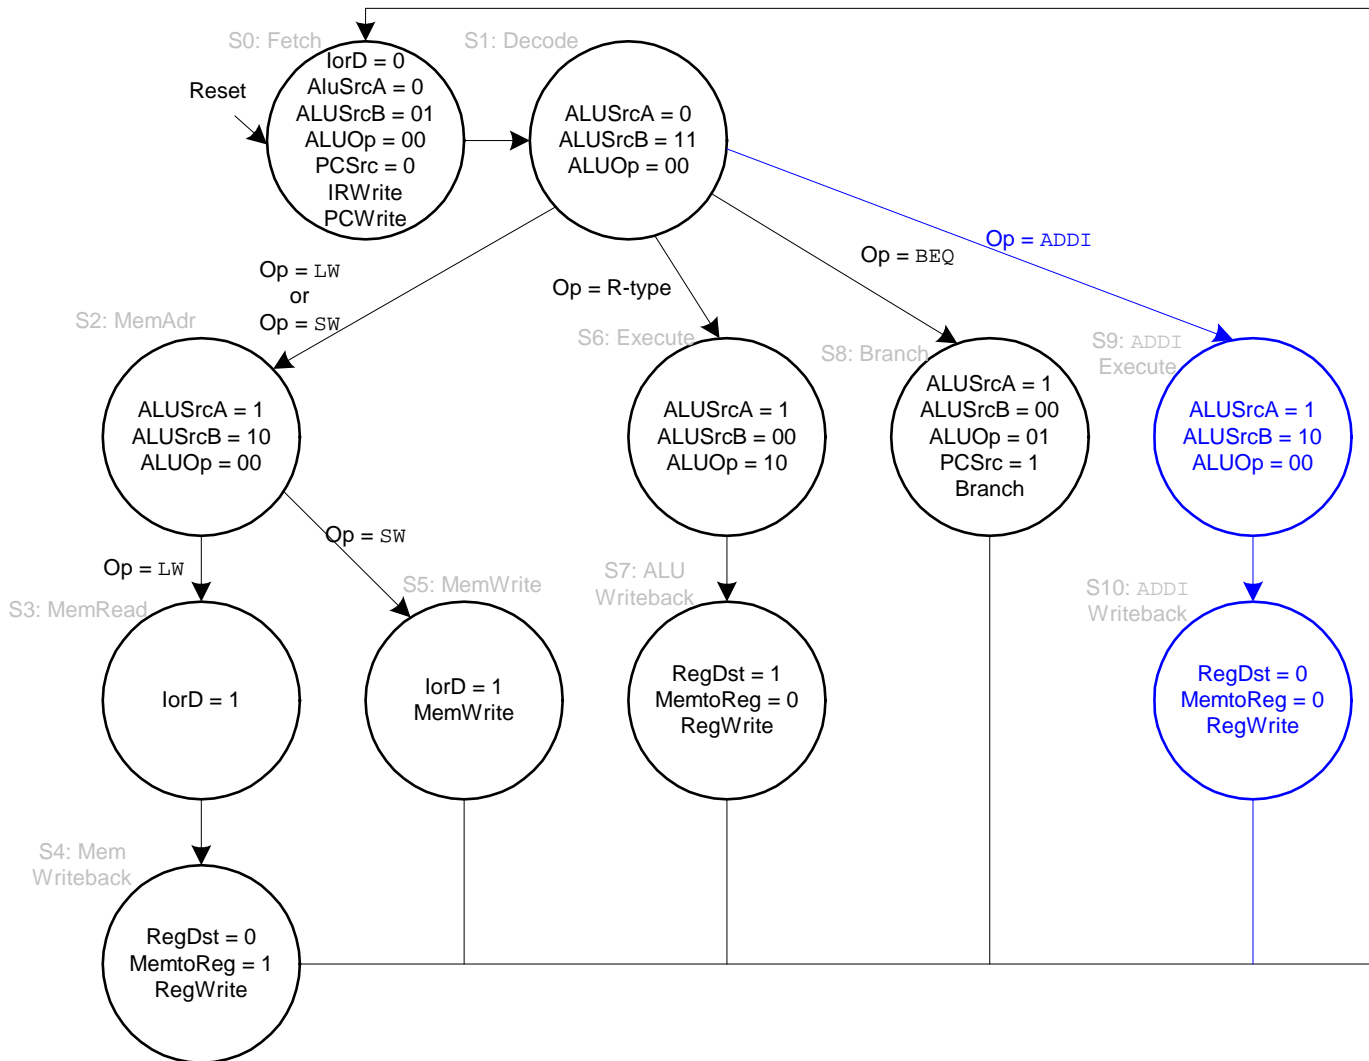 S0: Fetch
IorD = 0
AluSrcA = 0
ALUSrcB = 01
ALUOp = 00
PCSrc = 0
IRWrite
PCWrite
Reset
S1: Decode
ALUSrcA = 0
ALUSrcB = 11
ALUOp = 00
Op = LW
or
Op = SW
Op = R-type
Op = BEQ
Op = ADDI
S2: MemAdr
ALUSrcA = 1
ALUSrcB = 10
ALUOp = 00
S6: Execute
ALUSrcA = 1
ALUSrcB = 00
ALUOp = 10
S8: Branch
ALUSrcA = 1
ALUSrcB = 00
ALUOp = 01
PCSrc = 1
Branch
S9: ADDI
Execute
ALUSrcA = 1
ALUSrcB = 10
ALUOp = 00
Op = LW
Op = SW
S3: MemRead
IorD = 1
S5: MemWrite
IorD = 1
MemWrite
S7: ALU
Writeback
RegDst = 1
MemtoReg = 0
RegWrite
S10: ADDI
Writeback
RegDst = 0
MemtoReg = 0
RegWrite
S4: Mem
Writeback
RegDst = 0
MemtoReg = 1
RegWrite